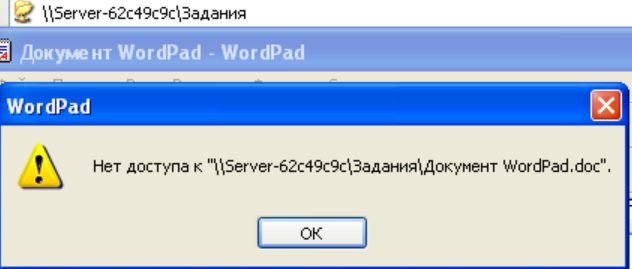 \\Server-62c49c9c\Задания
Документ WordPad - WordPad
WordPad
Нет доступа к "\\Server-62c49c9c\Задания\Документ WordPad.doc".
OK